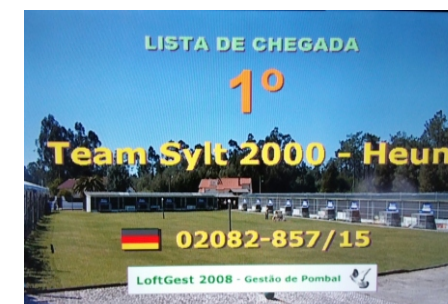 LISTA DE CHEGADA
1º
Team Sylt 2000 - Heun
02082-857/15
LoftGest 2008 - Gestão de Pombal